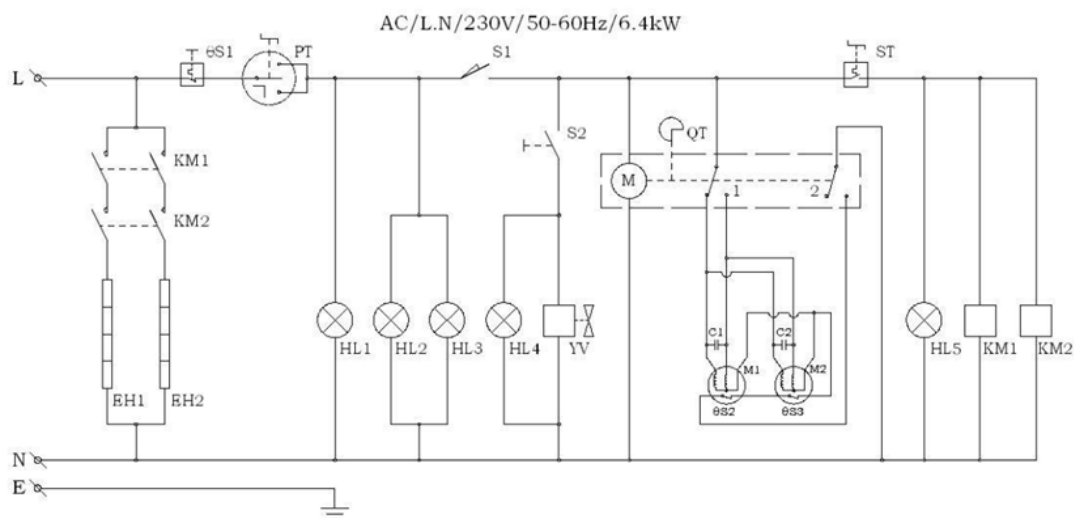 AC/L.N/230V/50-60Hz/6.4kW
L θS1 PT S1 ST
S2 QT
KM1 M 1 2
KM2
C1 C2
HL1 HL2 HL3 HL4 YV HL5 KM1 KM2
M1 M2
EH1 EH2 θS2 θS3
N
E